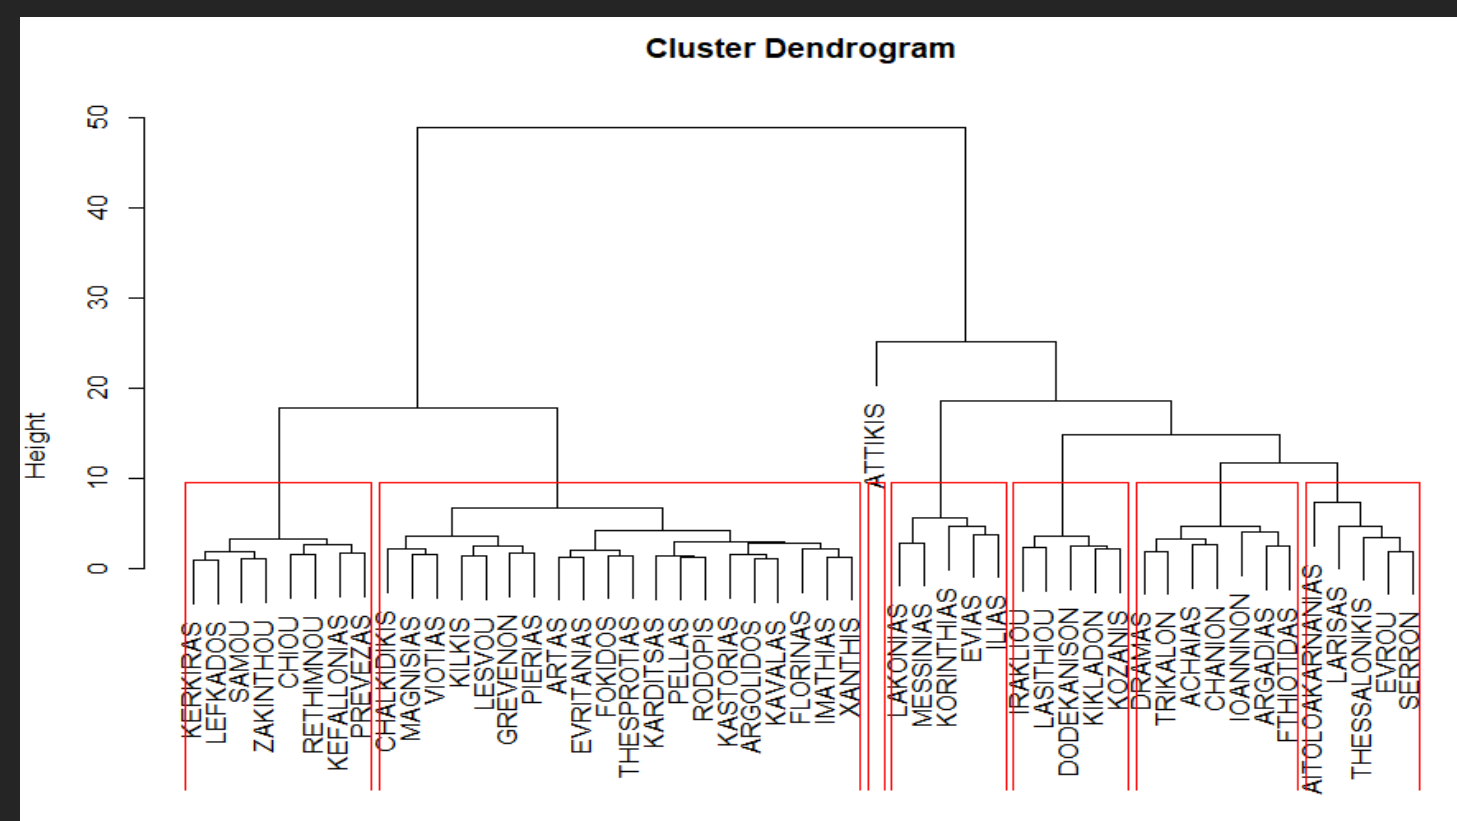 Cluster Dendrogram
Height
50
40
30
20
10
0
KERKIRAS
LEFKADOS
SAMOU
ZAKINTHOU
CHIOU
RETHIMNOU
KEFALLONIAS
PREVEZAS
CHALKIDIKIS
MAGNISIAS
VIOTIAS
KILKIS
LESVOU
GREVENON
PIERIAS
ARTAS
EVRITANIAS
FOKIDOS
THESPROTIAS
KARDITSAS
PELLAS
RODOPIS
KASTORIAS
ARGOLIDOS
KAVALAS
FLORINAS
IMATHIAS
XANTHIS
ATTIKIS
LAKONIAS
MESSINIAS
KORINTHIAS
EVIAS
ILIAS
IRAKLIOU
LASITHIOU
DODEKANISON
KIKLADON
KOZANIS
DRAMAS
TRIKALON
ACHAIAS
CHANION
IOANNINON
ARGADIAS
FTHIOTIDAS
AITOLOAKARNANIAS
LARISAS
THESSALONIKIS
EVROU
SERRON